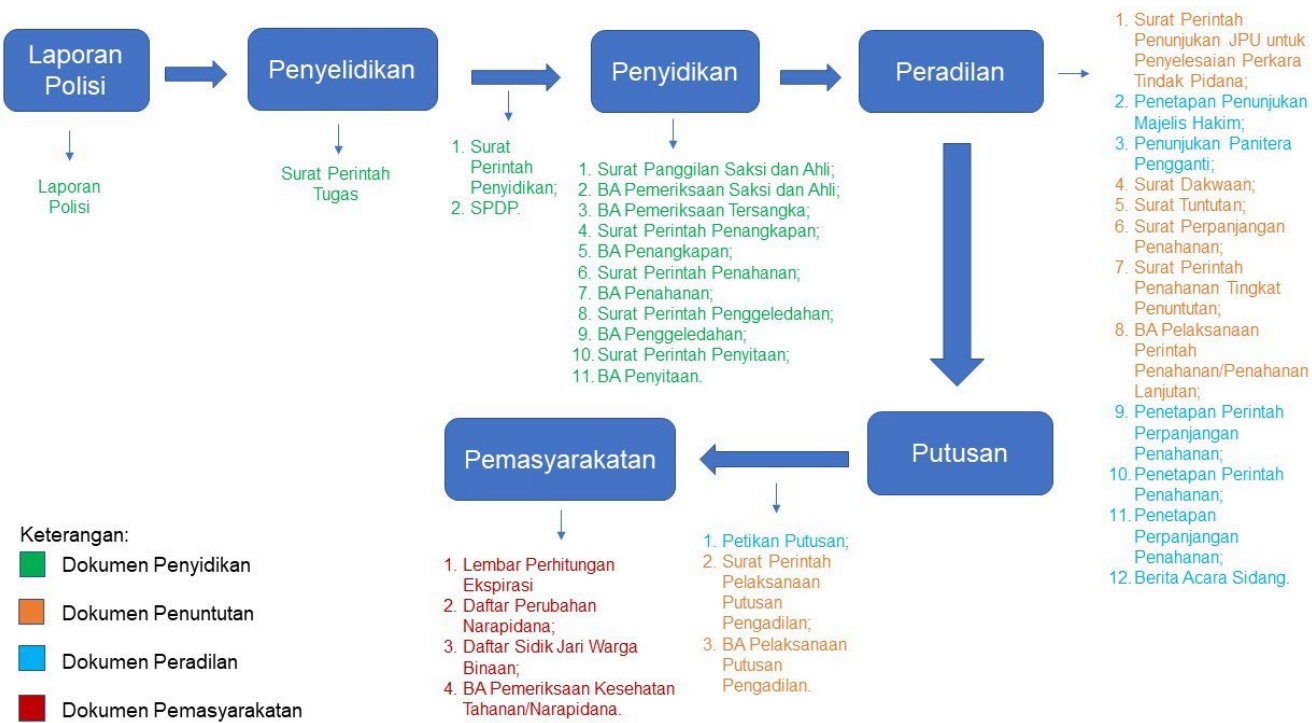 Laporan
Polisi
Penyelidikan
Penyidikan
Peradilan
Laporan
Polisi
Surat Perintah
Tugas
1. Surat
Perintah
Penyidikan;
2. SPDP.
1. Surat Panggilan Saksi dan Ahli;
2. BA Pemeriksaan Saksi dan Ahli;
3. BA Pemeriksaan Tersangka;
4. Surat Perintah Penangkapan;
5. BA Penangkapan;
6. Surat Perintah Penahanan;
7. BA Penahanan;
8. Surat Perintah Penggeledahan;
9. BA Penggeledahan;
10. Surat Perintah Penyitaan;
11. BA Penyitaan.
1. Surat Perintah
Penunjukan JPU untuk
Penyelesaian Perkara
Tindak Pidana;
2. Penetapan Penunjukan
Majelis Hakim;
3. Penunjukan Panitera
Pengganti;
4. Surat Dakwaan;
5. Surat Tuntutan;
6. Surat Perpanjangan
Penahanan;
7. Surat Perintah
Penahanan Tingkat
Penuntutan;
8. BA Pelaksanaan
Perintah
Penahanan/Penahanan
Lanjutan;
9. Penetapan Perintah
Perpanjangan
Penahanan;
10. Penetapan Perintah
Penahanan;
11. Penetapan
Perpanjangan
Penahanan;
12. Berita Acara Sidang.
Putusan
Pemasyarakatan
1. Petikan Putusan;
2. Surat Perintah
Pelaksanaan
Putusan
Pengadilan;
3. BA Pelaksanaan
Putusan
Pengadilan.
1. Lembar Perhitungan
Ekspirasi
2. Daftar Perubahan
Narapidana;
3. Daftar Sidik Jari Warga
Binaan;
4. BA Pemeriksaan Kesehatan
Tahanan/Narapidana.
Keterangan:
Dokumen Penyidikan
Dokumen Penuntutan
Dokumen Peradilan
Dokumen Pemasyarakatan